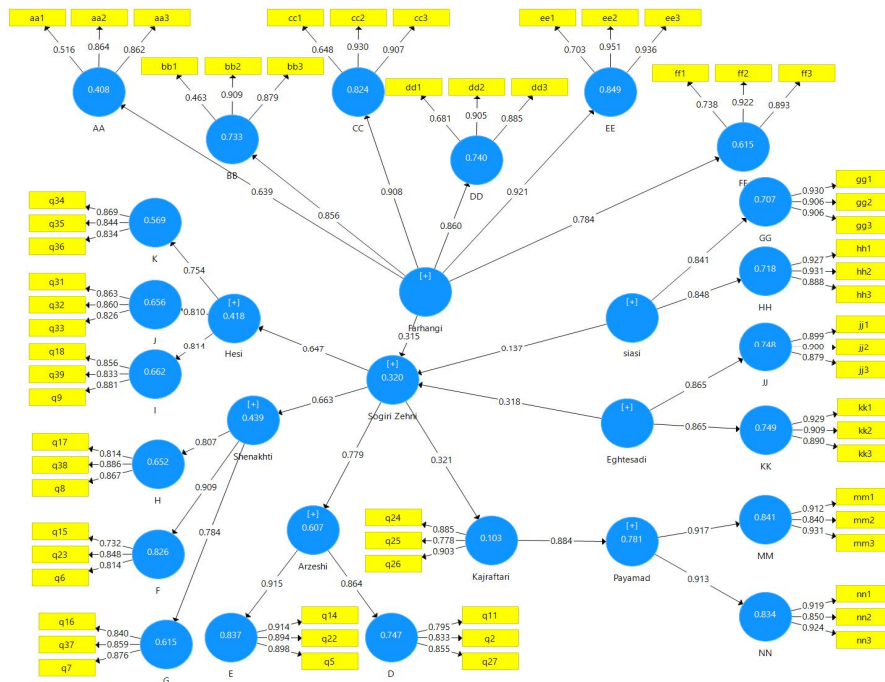 aa1 aa2 aa3
0.516 0.864 0.862
0.408
AA
bb1 bb2 bb3
0.463 0.909 0.879
0.733
BB
cc1 cc2 cc3
0.648 0.930 0.907
0.824
CC
dd1 dd2 dd3
0.681 0.905 0.885
0.740
DD
ee1 ee2 ee3
0.703 0.951 0.936
0.849
EE
ff1 ff2 ff3
0.738 0.922 0.893
0.615
FF
0.639 0.856 0.908 0.860 0.921 0.784
[+]
Farhangi
0.315
gg1
gg2
gg3
0.930
0.906
0.906
0.707
GG
0.841
hh1
hh2
hh3
0.927
0.931
0.888
0.718
HH
0.848
[+]
siasi
0.137
jj1
jj2
jj3
0.899
0.900
0.879
0.748
JJ
0.865
kk1
kk2
kk3
0.929
0.909
0.890
0.749
KK
0.865
[+]
Eghtesadi
0.318
q34
q35
q36
0.869
0.844
0.834
0.569
K
0.754
q31
q32
q33
0.863
0.860
0.826
0.656
J
0.810
q18
q39
q9
0.856
0.833
0.881
0.662
I
0.814
[+]
0.418
Hesi
0.647
[+]
0.320
Sogiri Zehni
0.663
[+]
0.439
Shenakhti
q17
q38
q8
0.814
0.886
0.867
0.652
H
0.807
q15
q23
q6
0.732
0.848
0.814
0.826
F
0.909
q16
q37
q7
0.840
0.859
0.876
0.615
G
0.784
0.779
[+]
0.607
Arzeshi
0.915
0.837
E
0.914
0.894
0.898
q14
q22
q5
0.864
0.747
D
0.795
0.833
0.855
q11
q2
q27
0.321
q24
q25
q26
0.885
0.778
0.903
0.103
Kajraftari
0.884
[+]
0.781
Payamad
0.917
0.841
MM
0.912
0.840
0.931
mm1
mm2
mm3
0.913
0.834
NN
0.919
0.850
0.924
nn1
nn2
nn3